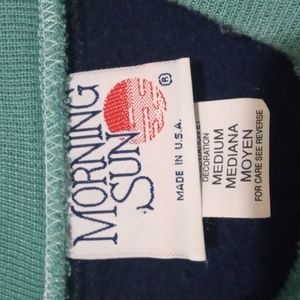 MORNING
SUN
®
MADE IN U.S.A.
DECORATION
MEDIUM
MEDIANA
MOYEN
FOR CARE SEE REVERSE